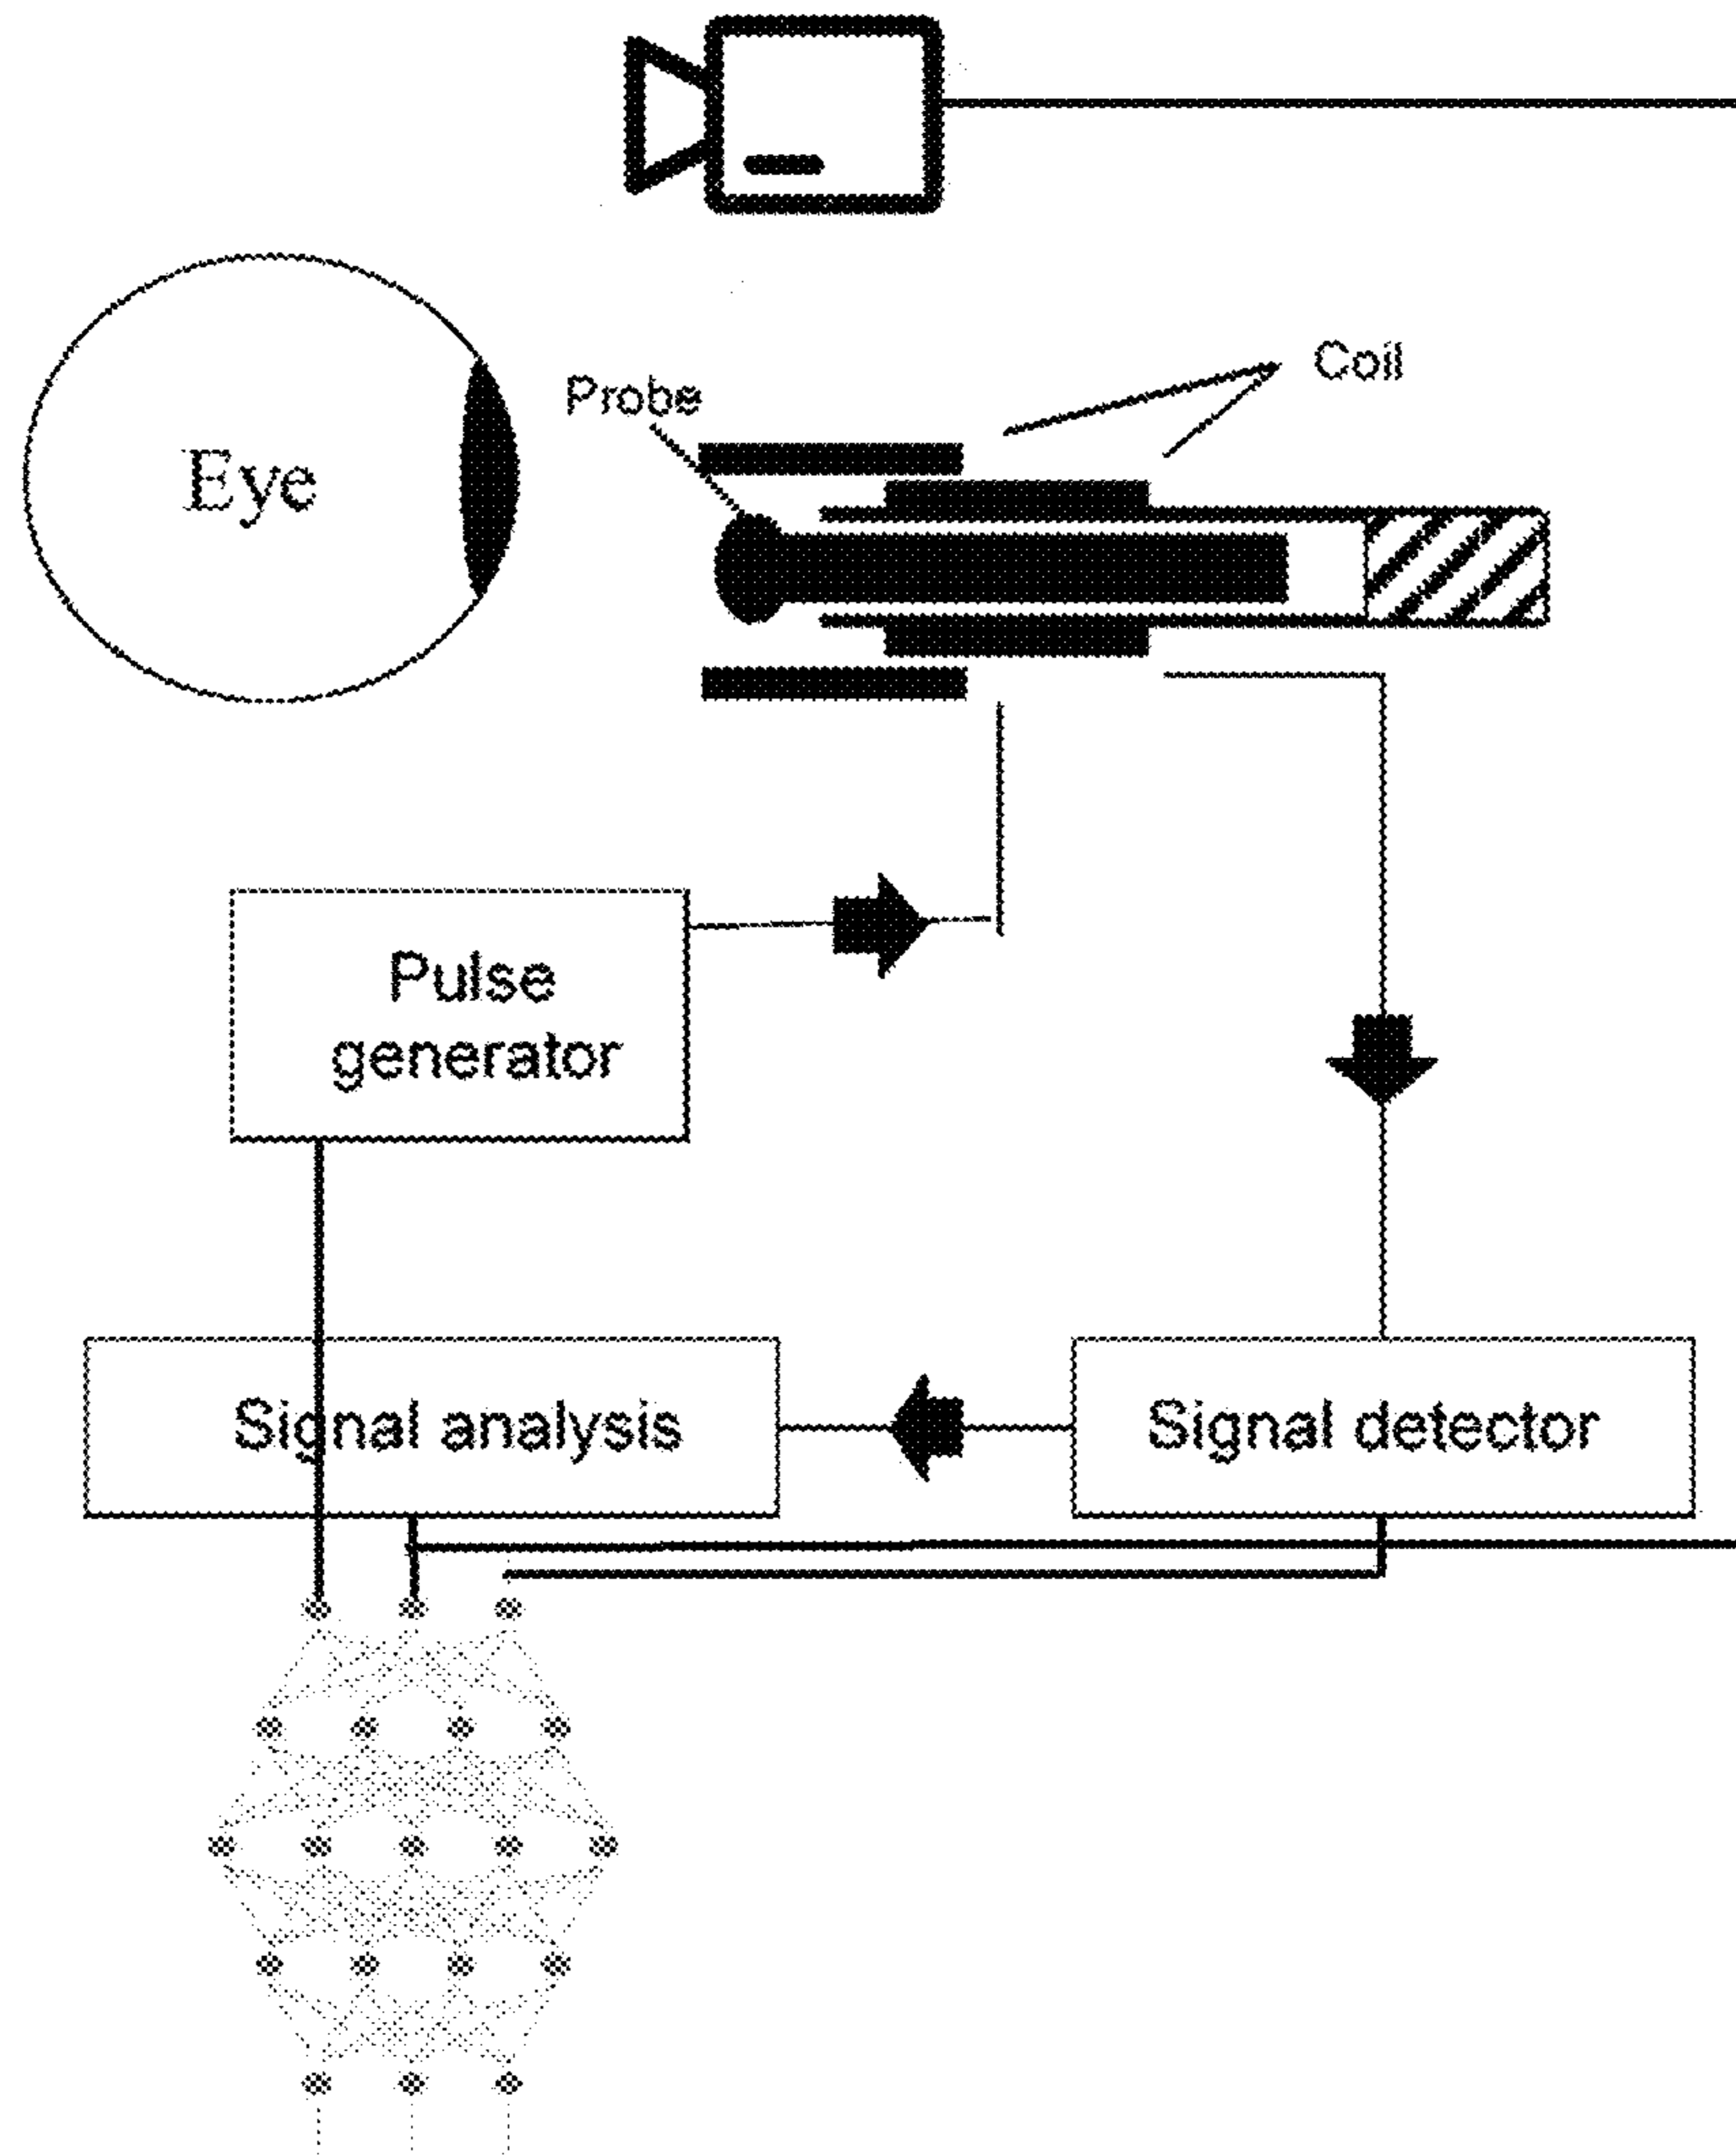 Coil
Probe
Eye
Pulse
generator
Signal analysis
Signal detector